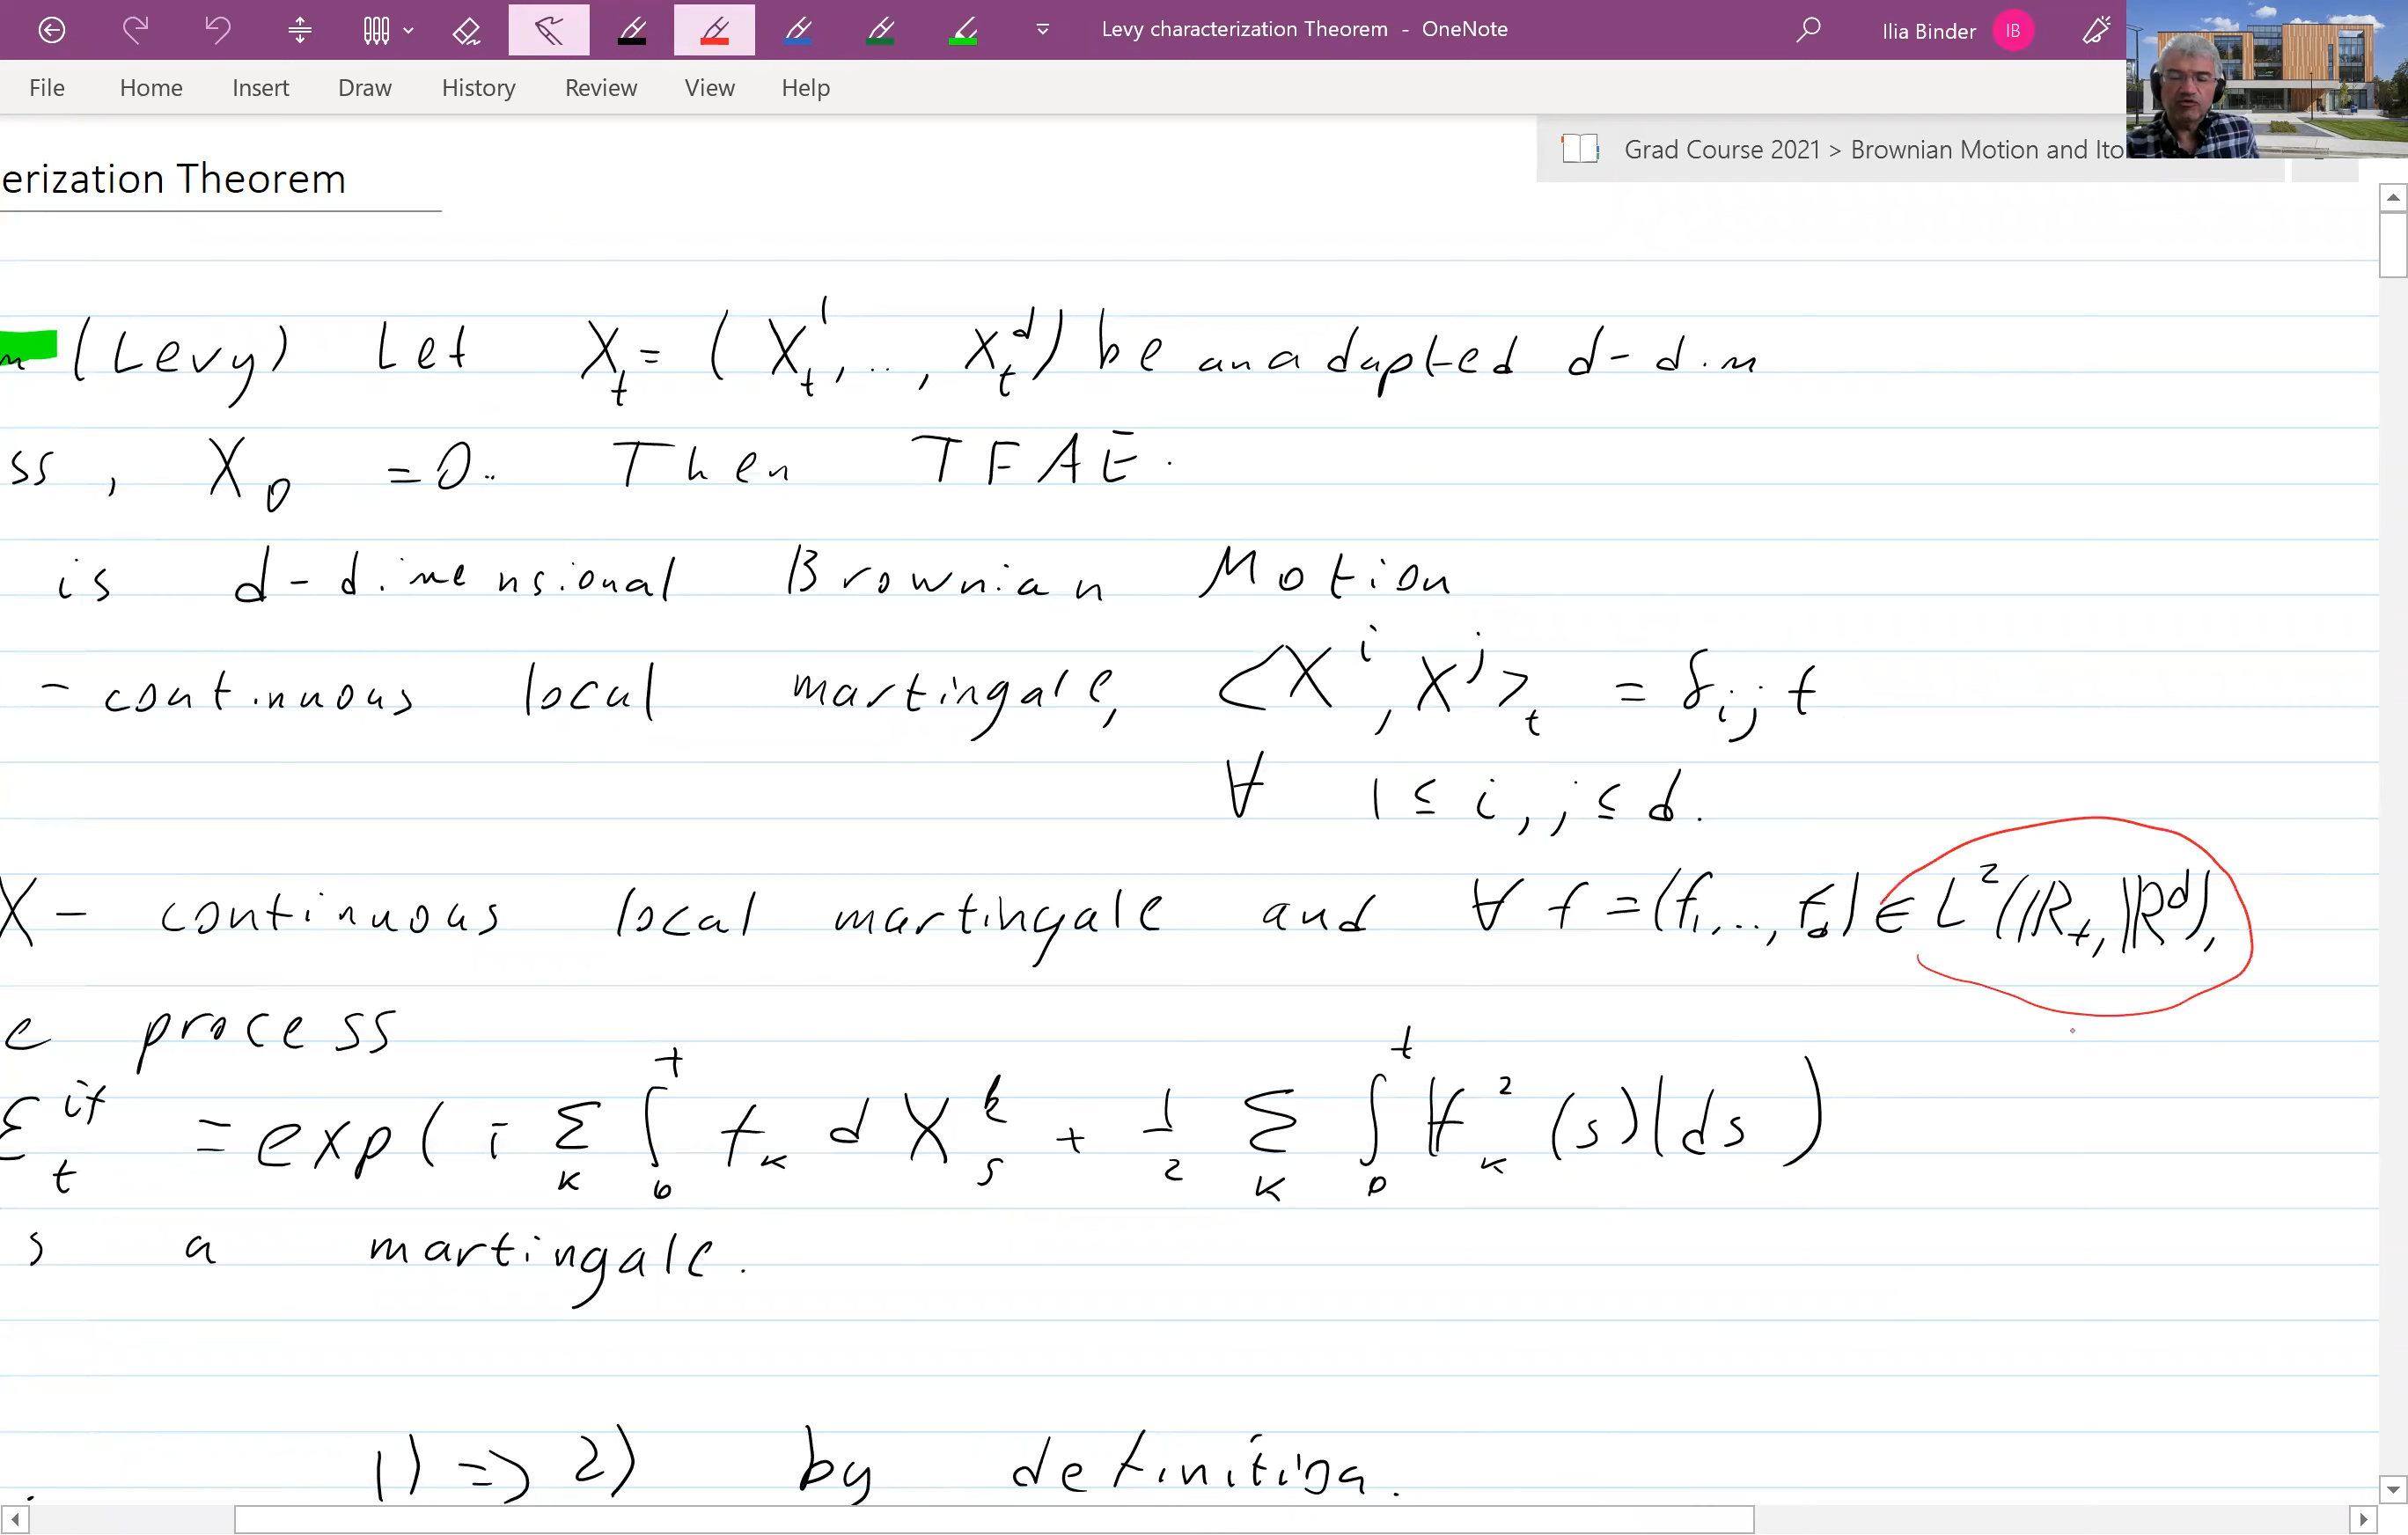 Levy characterization Theorem - OneNote
Ilia Binder IB
File Home Insert Draw History Review View Help
Grad Course 2021 > Brownian Motion and Ito
erization Theorem
m (Levy) Let X_t = (X_t^1, .., X_t^d) be an adapted d-dim
ss, X_0 = 0. Then TFAE.
is d-dimensional Brownian Motion
- continuous local martingale, <X^i, X^j>_t = δ_ij t
∀ 1 ≤ i, j ≤ d.
X - continuous local martingale and ∀ f = (f_1, .., f_d) ∈ L^2(ℝ_+, ℝ^d),
e process
Ɛ_t^{if} = exp( i Σ_k ∫_0^t f_k dX_s^k + 1/2 Σ_k ∫_0^t |f_k^2(s)| ds )
s a martingale.
1) => 2) by definition.